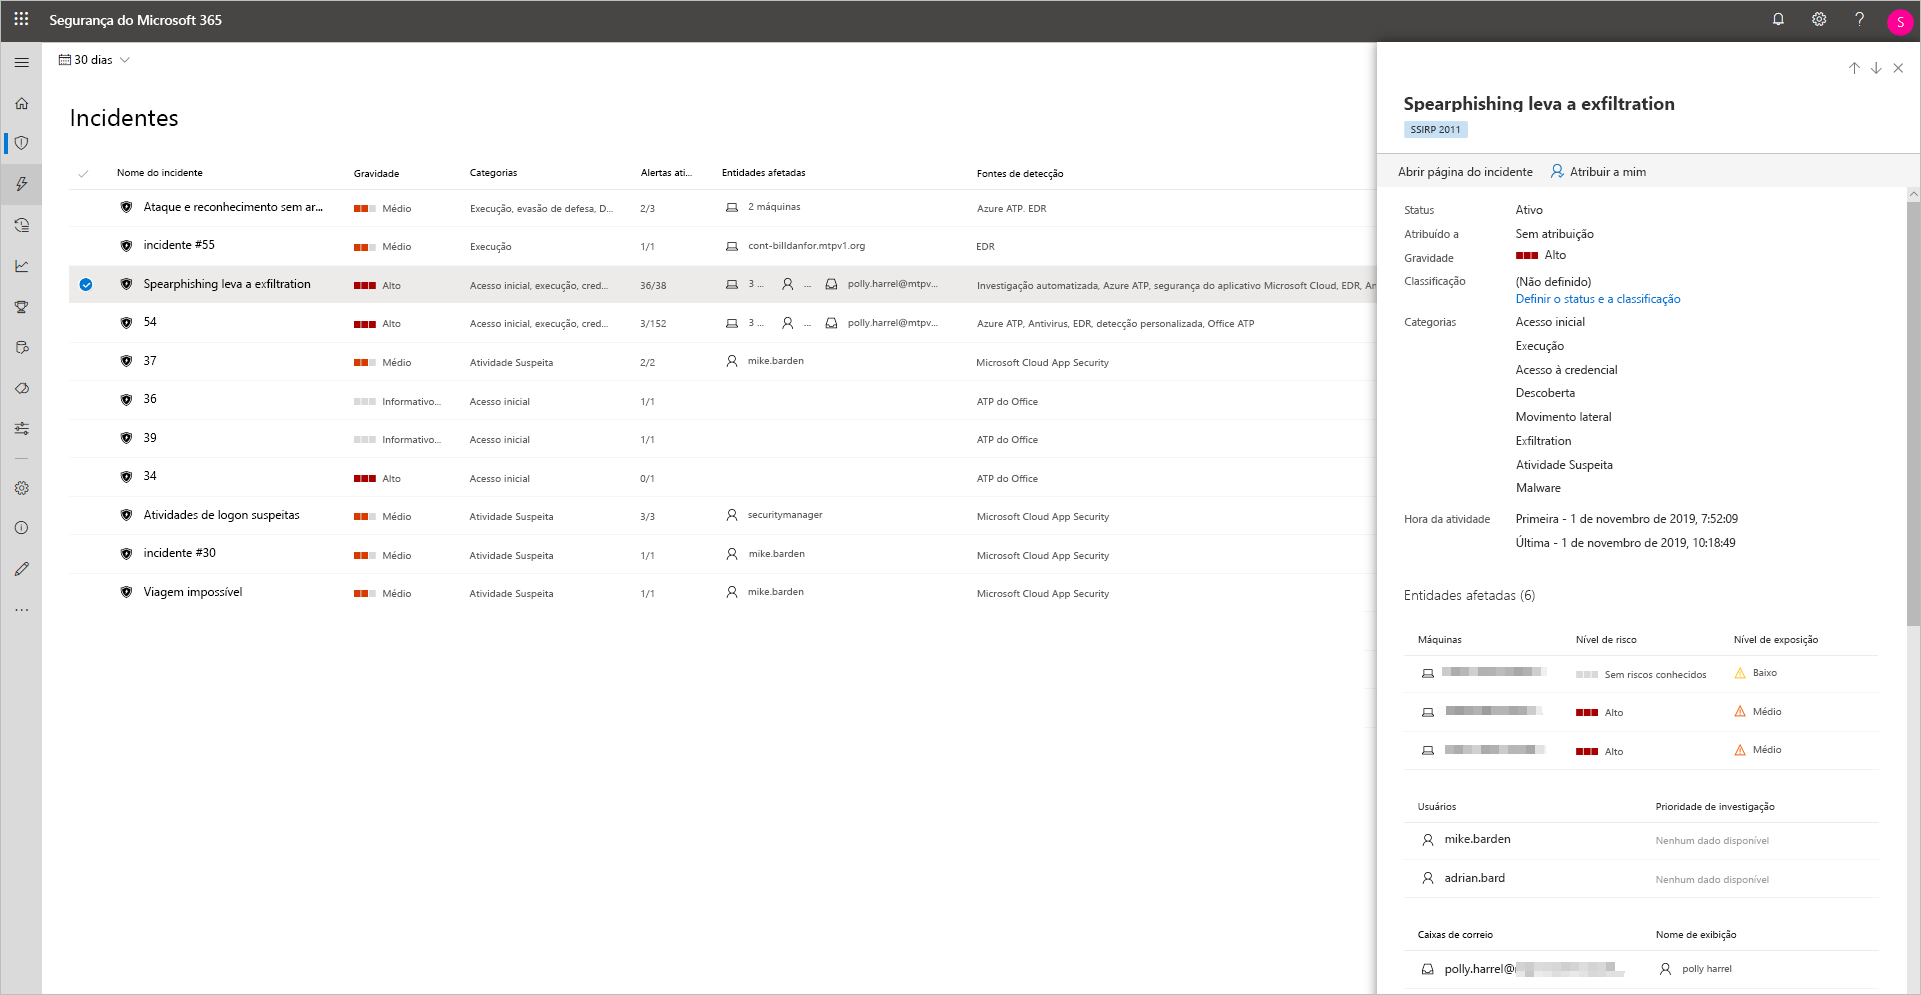 Segurança do Microsoft 365
S
30 dias
Incidentes
Nome do incidente Gravidade Categorias Alertas ati... Entidades afetadas Fontes de detecção
Ataque e reconhecimento sem ar... Médio Execução, evasão de defesa, D... 2/3 2 máquinas Azure ATP. EDR
incidente #55 Médio Execução 1/1 cont-billdanfor.mtpv1.org EDR
Spearphishing leva a exfiltration Alto Acesso inicial, execução, cred... 36/38 3 ... ... polly.harrel@mtpv... Investigação automatizada, Azure ATP, segurança do aplicativo Microsoft Cloud, EDR, An
54 Alto Acesso inicial, execução, cred... 3/152 3 ... ... polly.harrel@mtpv... Azure ATP, Antivirus, EDR, detecção personalizada, Office ATP
37 Médio Atividade Suspeita 2/2 mike.barden Microsoft Cloud App Security
36 Informativo... Acesso inicial 1/1 ATP do Office
39 Informativo... Acesso inicial 1/1 ATP do Office
34 Alto Acesso inicial 0/1 ATP do Office
Atividades de logon suspeitas Médio Atividade Suspeita 3/3 securitymanager Microsoft Cloud App Security
incidente #30 Médio Atividade Suspeita 1/1 mike.barden Microsoft Cloud App Security
Viagem impossível Médio Atividade Suspeita 1/1 mike.barden Microsoft Cloud App Security
Spearphishing leva a exfiltration
SSIRP 2011
Abrir página do incidente Atribuir a mim
Status Ativo
Atribuído a Sem atribuição
Gravidade Alto
Classificação (Não definido)
Definir o status e a classificação
Categorias Acesso inicial
Execução
Acesso à credencial
Descoberta
Movimento lateral
Exfiltration
Atividade Suspeita
Malware
Hora da atividade Primeira - 1 de novembro de 2019, 7:52:09
Última - 1 de novembro de 2019, 10:18:49
Entidades afetadas (6)
Máquinas Nível de risco Nível de exposição
Sem riscos conhecidos Baixo
Alto Médio
Alto Médio
Usuários Prioridade de investigação
mike.barden Nenhum dado disponível
adrian.bard Nenhum dado disponível
Caixas de correio Nome de exibição
polly.harrel@ polly harrel